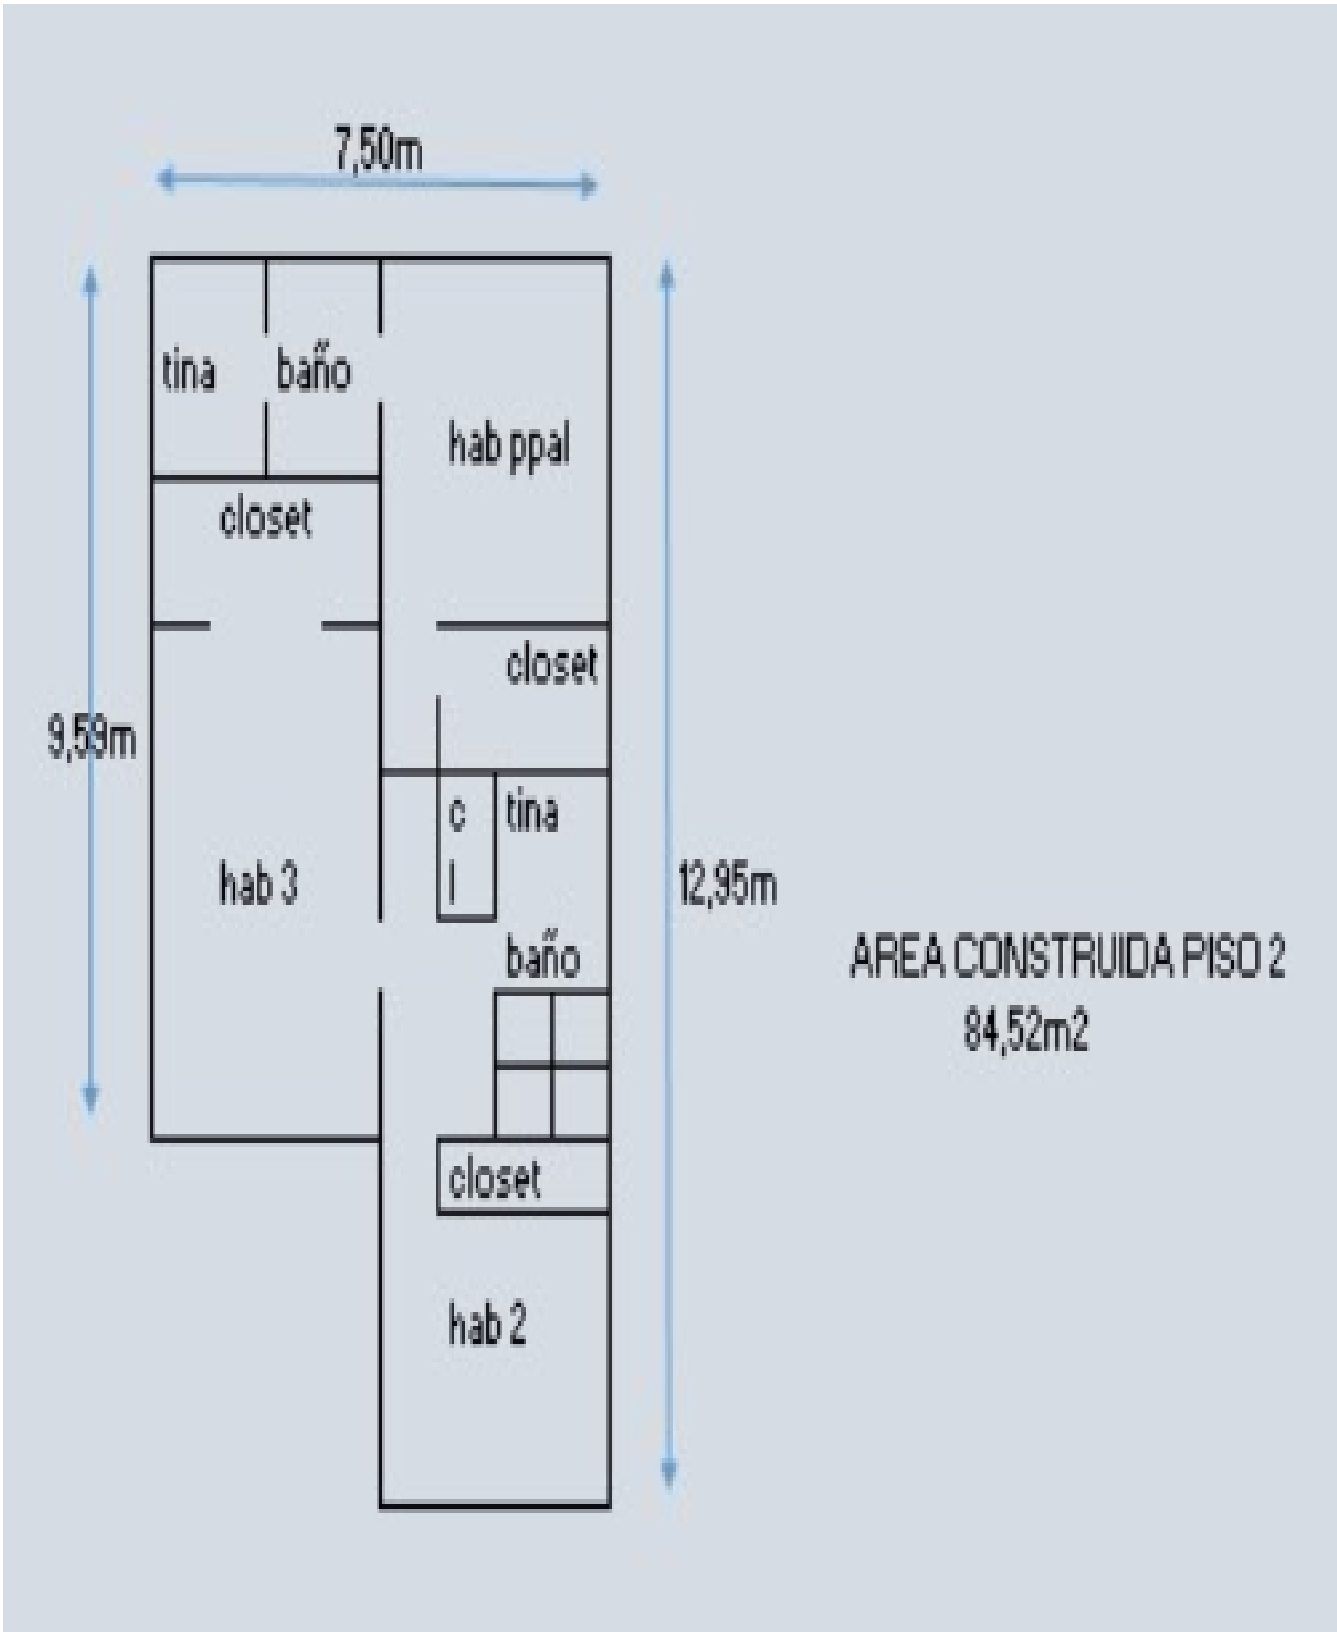 7,50m
tina
baño
hab ppal
closet
closet
9,59m
c
l
tina
hab 3
12,95m
baño
AREA CONSTRUIDA PISO 2
84,52m2
closet
hab 2